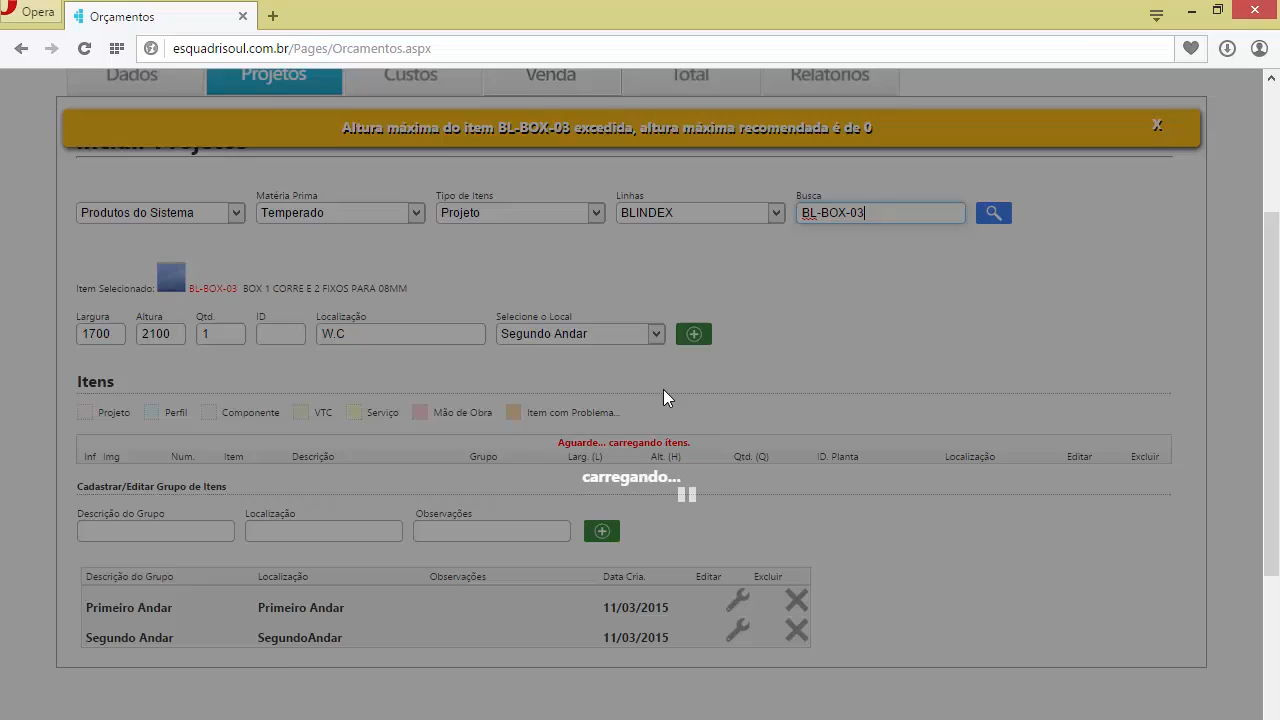 Opera
Orçamentos
esquadrisoul.com.br/Pages/Orcamentos.aspx
Dados
Projetos
Custos
Venda
Total
Relatórios
Altura máxima do item BL-BOX-03 excedida, altura máxima recomendada é de 0
X
Matéria Prima
Tipo de Itens
Linhas
Busca
Produtos do Sistema
Temperado
Projeto
BLINDEX
BL-BOX-03
Item Selecionado: BL-BOX-03 BOX 1 CORRE E 2 FIXOS PARA 08MM
Largura
Altura
Qtd.
ID
Localização
Selecione o Local
1700
2100
1
W.C
Segundo Andar
Itens
Projeto
Perfil
Componente
VTC
Serviço
Mão de Obra
Item com Problema...
Aguarde... carregando ítens.
Inf Img Num. Item Descrição Grupo Larg. (L) Alt. (H) Qtd. (Q) ID. Planta Localização Editar Excluir
carregando...
Cadastrar/Editar Grupo de Itens
Descrição do Grupo
Localização
Observações
Descrição do Grupo Localização Observações Data Cria. Editar Excluir
Primeiro Andar Primeiro Andar 11/03/2015
Segundo Andar SegundoAndar 11/03/2015